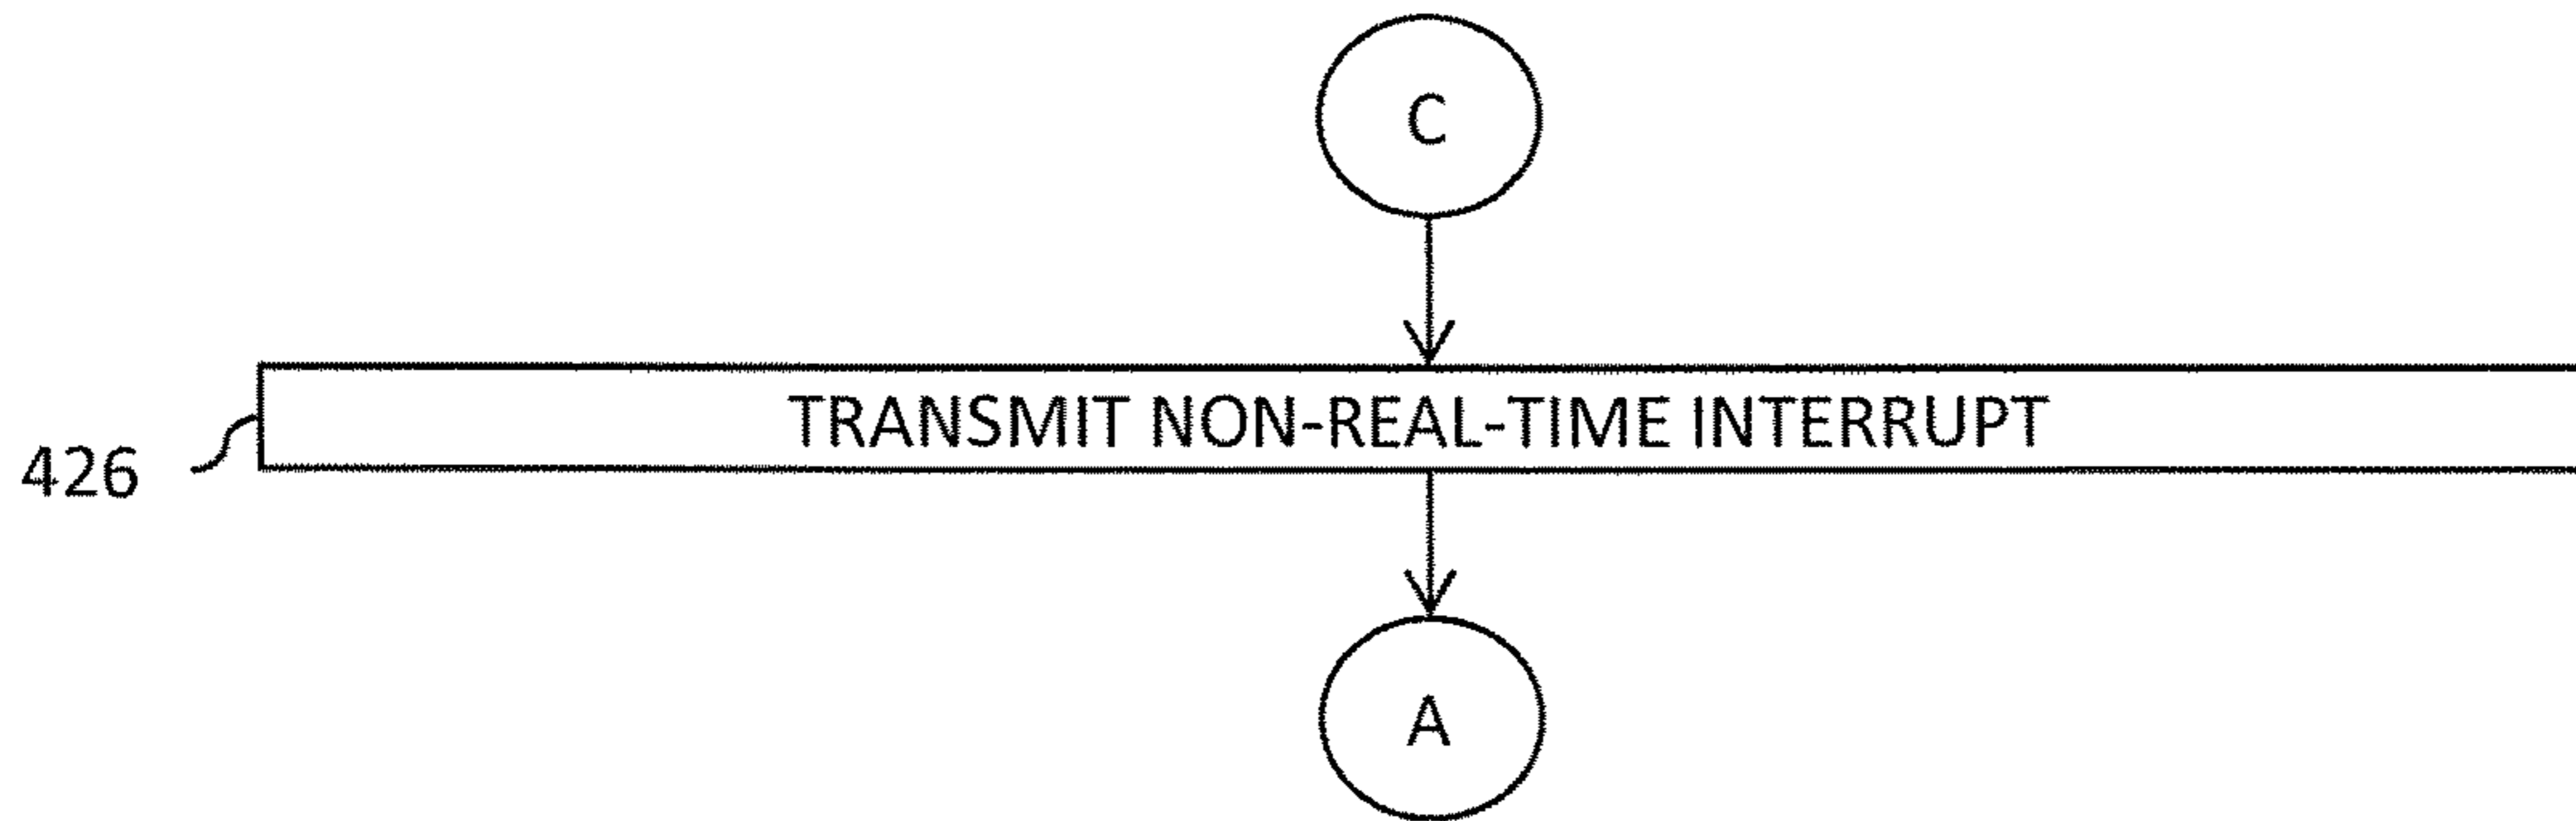 C
TRANSMIT NON-REAL-TIME INTERRUPT
426
A